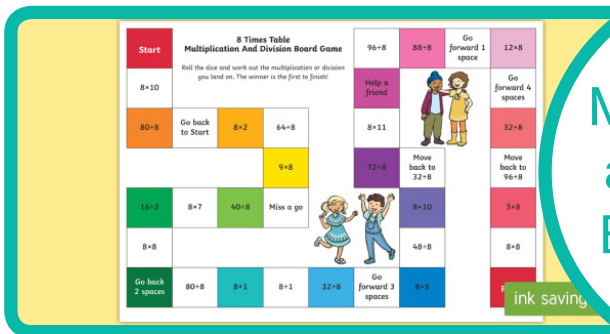 Start
8 Times Table
Multiplication And Division Board Game
Roll the dice and work out the multiplication or division
you land on. The winner is the first to finish!
96÷8
88÷8
Go
forward 1
space
12×8
8×10
Help a
friend
Go
forward 4
spaces
80÷8
Go back
to Start
8×2
64÷8
8×11
32÷8
9×8
72÷8
Move
back to
32÷8
Move
back to
96÷8
16÷2
8×7
40÷8
Miss a go
8×10
3×8
8×8
48÷8
8×8
Go back
2 spaces
80÷8
8×1
8÷1
32÷8
Go
forward 3
spaces
8×5
ink saving